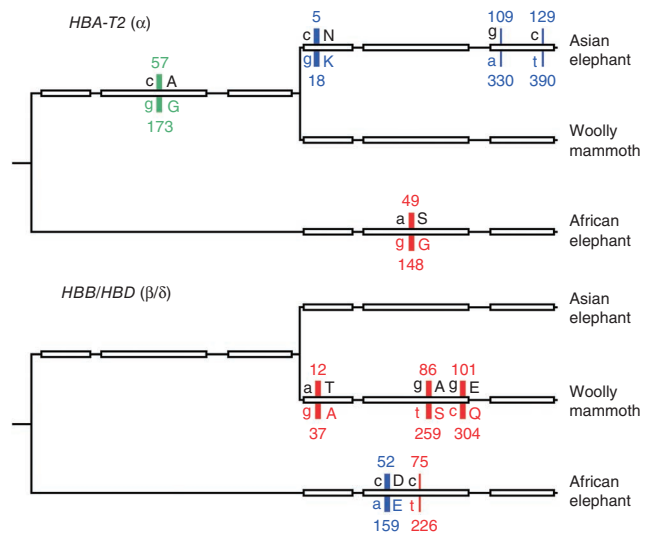 HBA-T2 (α)
5 109 129
c N g c
Asian
elephant
g K a t
18 330 390
57
c A
g G
173
Woolly
mammoth
49
a S
African
elephant
g G
148
HBB/HBD (β/δ)
Asian
elephant
12 86 101
a T g A g E
Woolly
mammoth
g A t S c Q
37 259 304
52 75
c D c
African
elephant
a E t
159 226